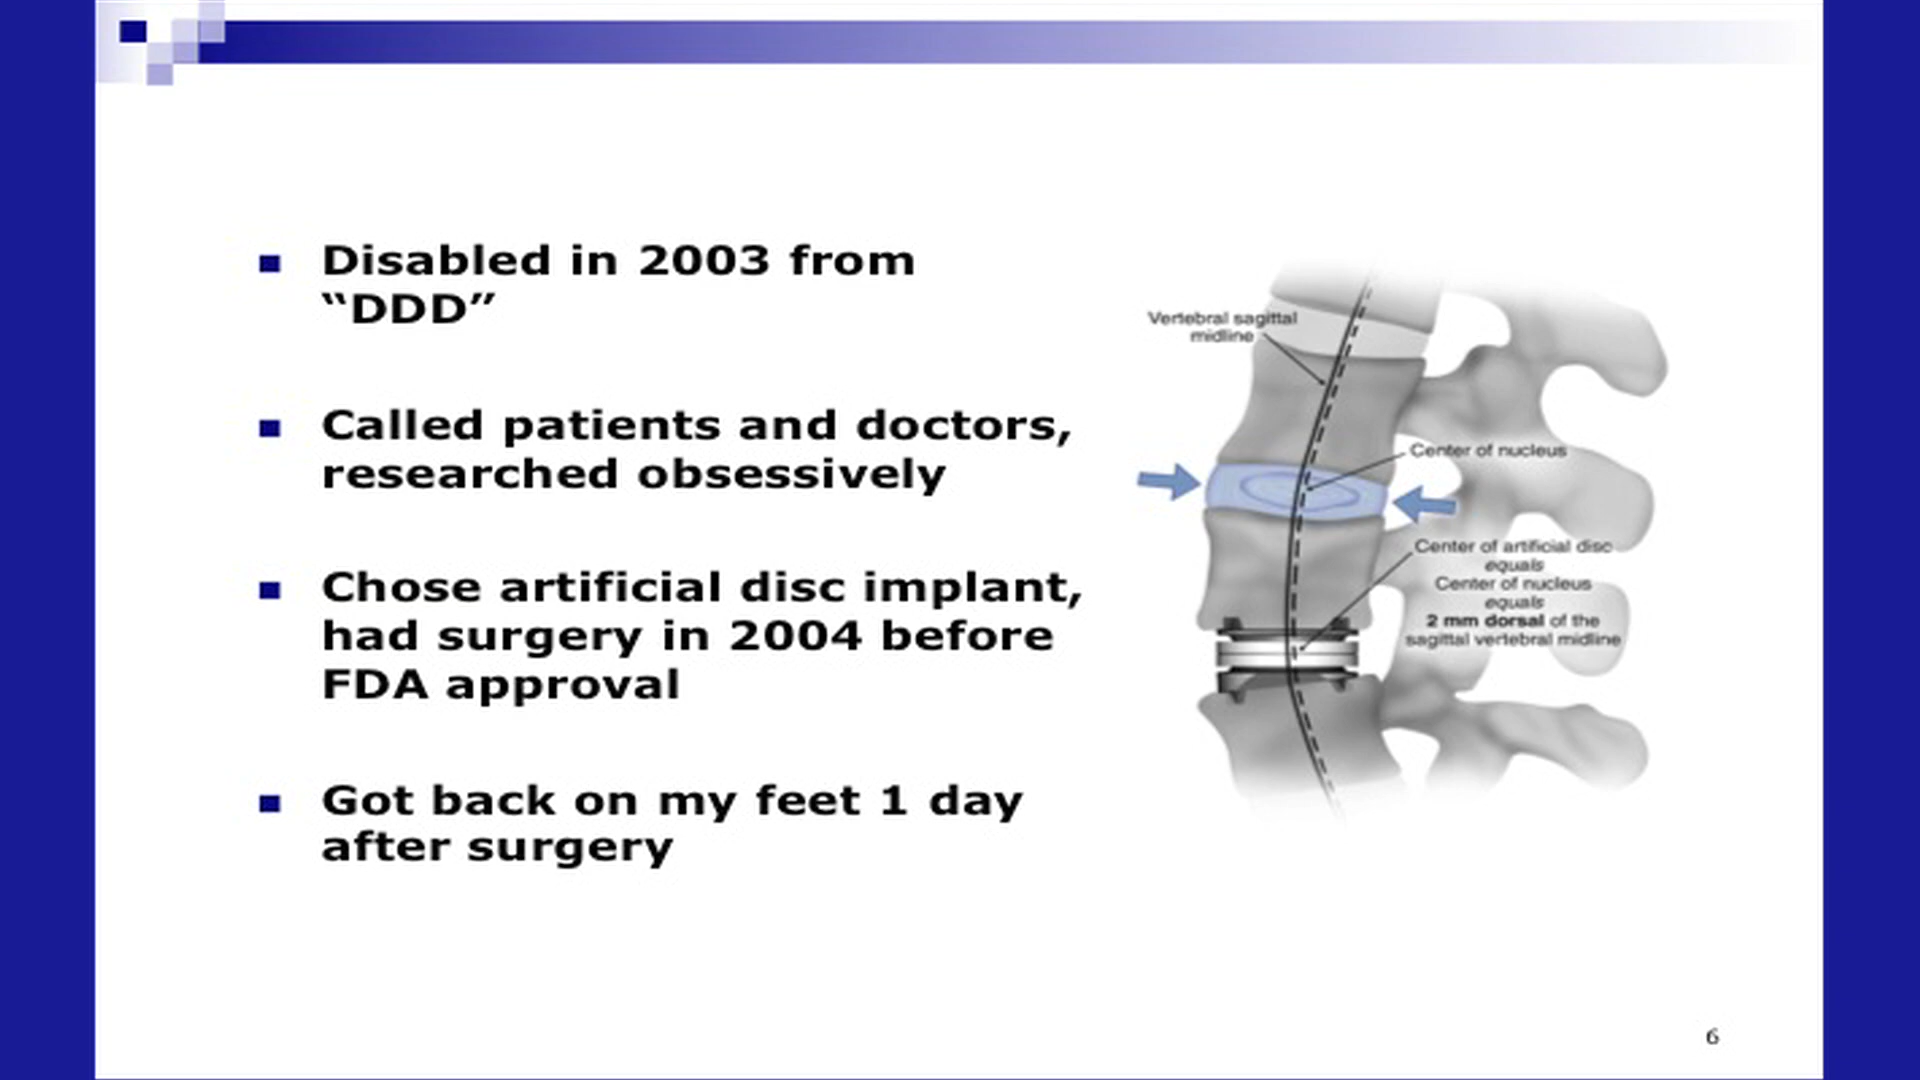 Disabled in 2003 from
“DDD”
Called patients and doctors,
researched obsessively
Chose artificial disc implant,
had surgery in 2004 before
FDA approval
Got back on my feet 1 day
after surgery
Vertebral sagittal
midline
Center of nucleus
Center of artificial disc
equals
Center of nucleus
equals
2 mm dorsal of the
sagittal vertebral midline
6